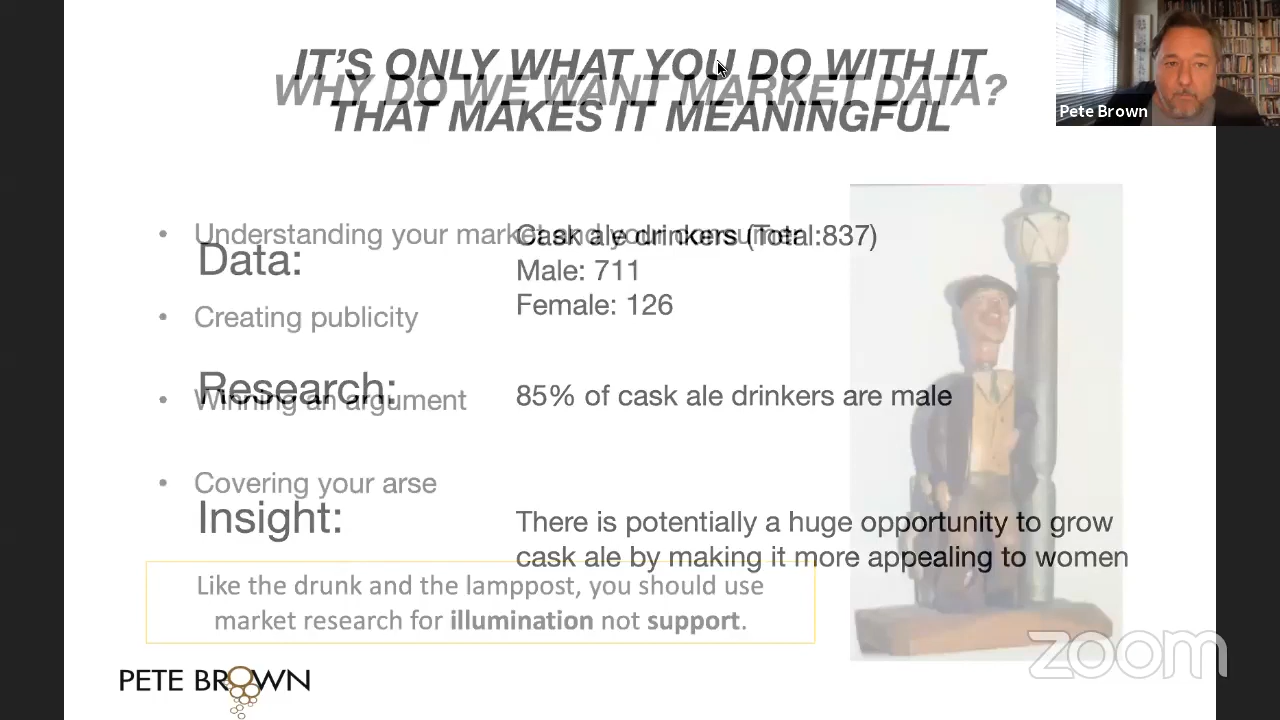 IT'S ONLY WHAT YOU DO WITH IT
THAT MAKES IT MEANINGFUL
WHY DO WE WANT MARKET DATA?
Pete Brown
• Understanding your market and your consumer
Data:
Cask ale drinkers (Total:837)
Male: 711
Female: 126
• Creating publicity
Research:
85% of cask ale drinkers are male
• Winning an argument
• Covering your arse
Insight:
There is potentially a huge opportunity to grow
cask ale by making it more appealing to women
Like the drunk and the lamppost, you should use
market research for illumination not support.
PETE BROWN
zoom